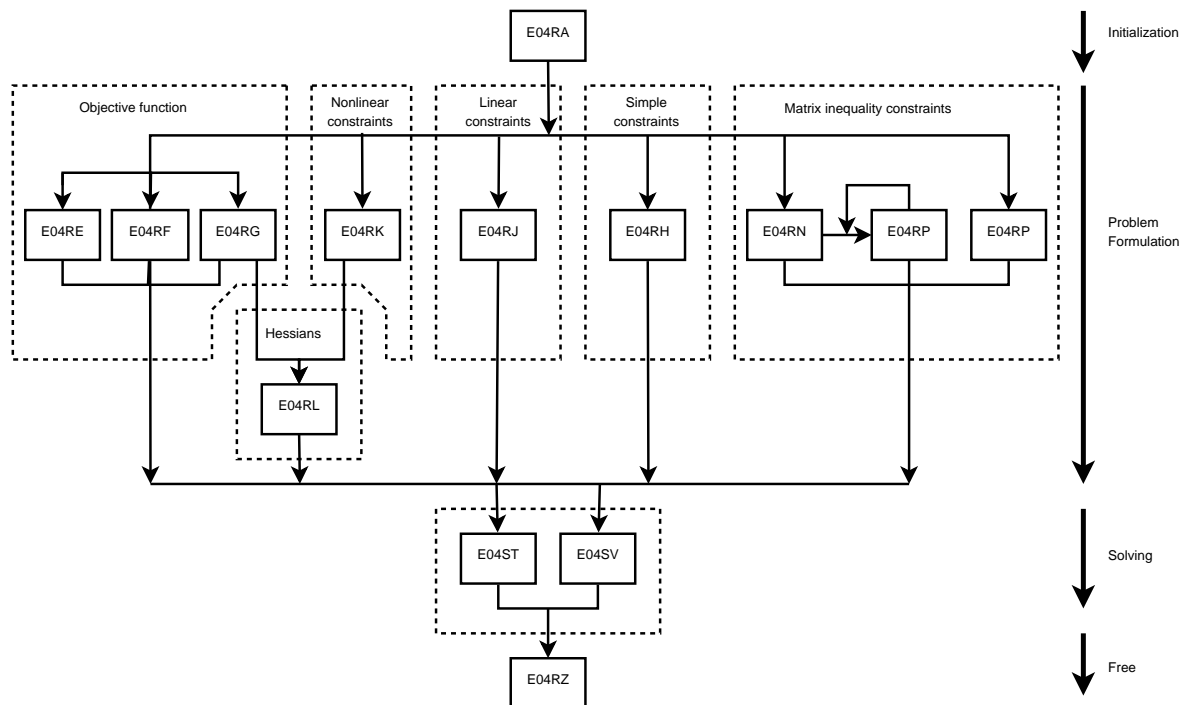 E04RA
Initialization
Objective function
Nonlinear
constraints
Linear
constraints
Simple
constraints
Matrix inequality constraints
E04RE
E04RF
E04RG
E04RK
E04RJ
E04RH
E04RN
E04RP
E04RP
Problem
Formulation
Hessians
E04RL
E04ST
E04SV
Solving
E04RZ
Free